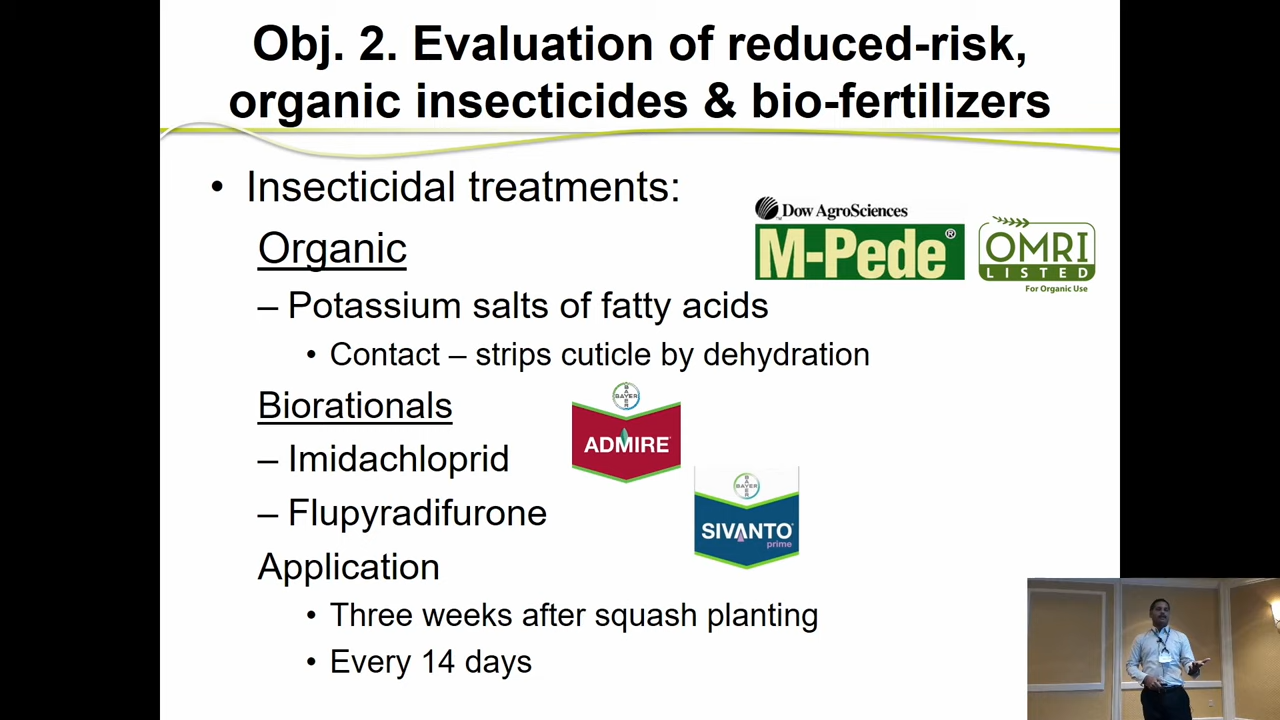 Obj. 2. Evaluation of reduced-risk,
organic insecticides & bio-fertilizers
• Insecticidal treatments:
Dow AgroSciences
M-Pede®
OMRI
LISTED
For Organic Use
Organic
– Potassium salts of fatty acids
• Contact – strips cuticle by dehydration
Biorationals
BAYER
ADMIRE
– Imidachloprid
– Flupyradifurone
BAYER
SIVANTO
prime
Application
• Three weeks after squash planting
• Every 14 days